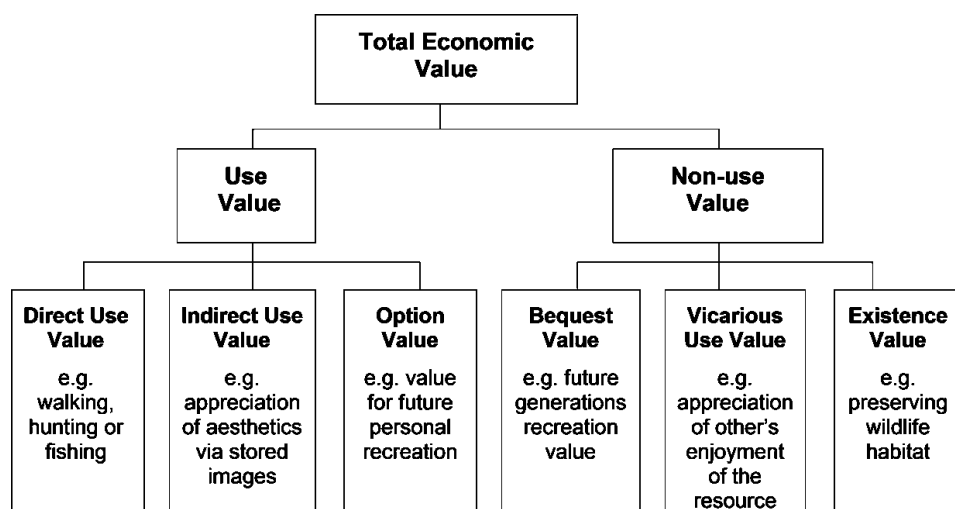 Total Economic
Value
Use
Value
Non-use
Value
Direct Use
Value
e.g.
walking,
hunting or
fishing
Indirect Use
Value
e.g.
appreciation
of aesthetics
via stored
images
Option
Value
e.g. value
for future
personal
recreation
Bequest
Value
e.g. future
generations
recreation
value
Vicarious
Use Value
e.g.
appreciation
of other's
enjoyment
of the
resource
Existence
Value
e.g.
preserving
wildlife
habitat